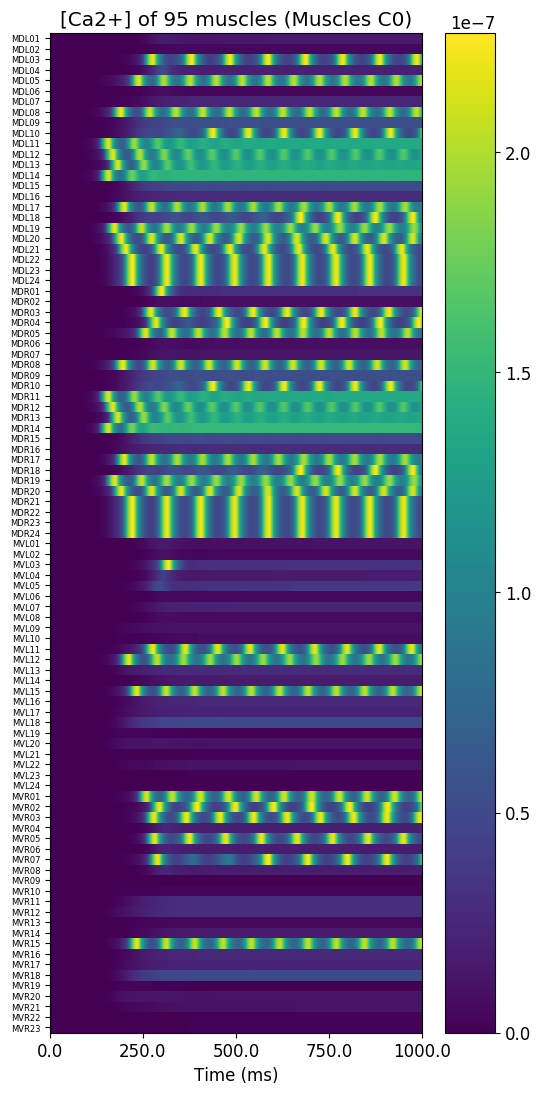 [Ca2+] of 95 muscles (Muscles C0)
1e−7
MDL01
MDL02
MDL03
MDL04
MDL05
MDL06
MDL07
MDL08
MDL09
MDL10
MDL11
MDL12
MDL13
MDL14
MDL15
MDL16
MDL17
MDL18
MDL19
MDL20
MDL21
MDL22
MDL23
MDL24
MDR01
MDR02
MDR03
MDR04
MDR05
MDR06
MDR07
MDR08
MDR09
MDR10
MDR11
MDR12
MDR13
MDR14
MDR15
MDR16
MDR17
MDR18
MDR19
MDR20
MDR21
MDR22
MDR23
MDR24
MVL01
MVL02
MVL03
MVL04
MVL05
MVL06
MVL07
MVL08
MVL09
MVL10
MVL11
MVL12
MVL13
MVL14
MVL15
MVL16
MVL17
MVL18
MVL19
MVL20
MVL21
MVL22
MVL23
MVL24
MVR01
MVR02
MVR03
MVR04
MVR05
MVR06
MVR07
MVR08
MVR09
MVR10
MVR11
MVR12
MVR13
MVR14
MVR15
MVR16
MVR17
MVR18
MVR19
MVR20
MVR21
MVR22
MVR23
0.0 250.0 500.0 750.0 1000.0
Time (ms)
2.0
1.5
1.0
0.5
0.0